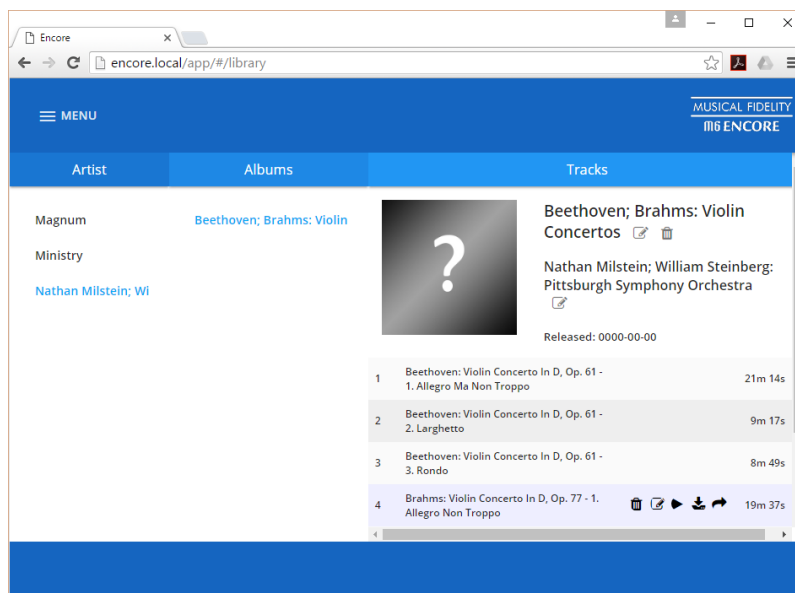 Encore
encore.local/app/#/library
MENU
MUSICAL FIDELITY
M6 ENCORE
Artist
Albums
Tracks
Magnum
Ministry
Nathan Milstein; Wi
Beethoven; Brahms: Violin
?
Beethoven; Brahms: Violin
Concertos
Nathan Milstein; William Steinberg:
Pittsburgh Symphony Orchestra
Released: 0000-00-00
1
Beethoven: Violin Concerto In D, Op. 61 -
1. Allegro Ma Non Troppo
21m 14s
2
Beethoven: Violin Concerto In D, Op. 61 -
2. Larghetto
9m 17s
3
Beethoven: Violin Concerto In D, Op. 61 -
3. Rondo
8m 49s
4
Brahms: Violin Concerto In D, Op. 77 - 1.
Allegro Non Troppo
19m 37s